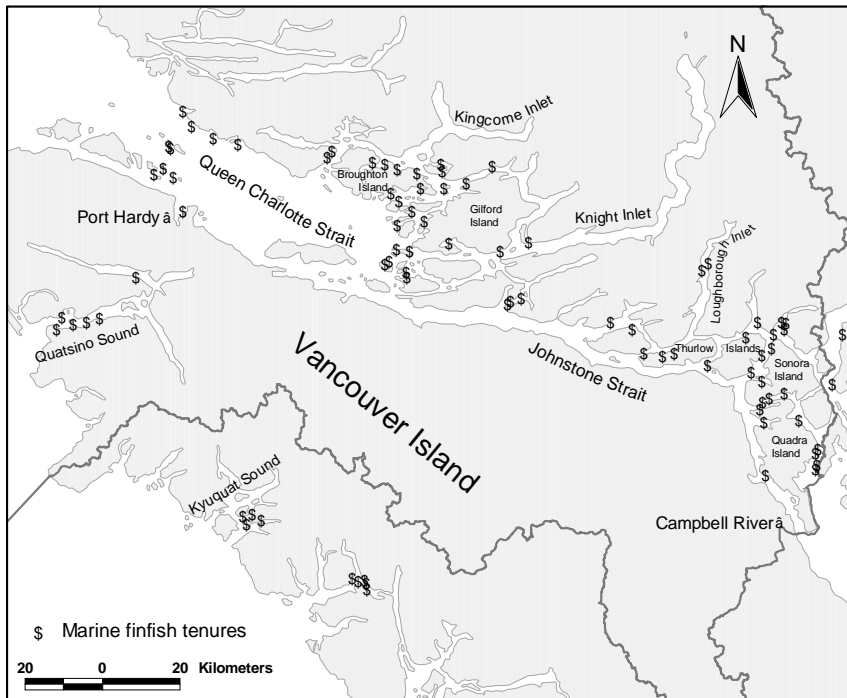 N
Kingcome Inlet
Queen Charlotte Strait
Broughton
Island
Gilford
Island
Knight Inlet
Port Hardy â
Loughborough Inlet
Quatsino Sound
Vancouver Island
Johnstone Strait
Thurlow
Islands
Sonora
Island
Quadra
Island
Kyuquat Sound
Campbell River â
$ Marine finfish tenures
20 0 20 Kilometers